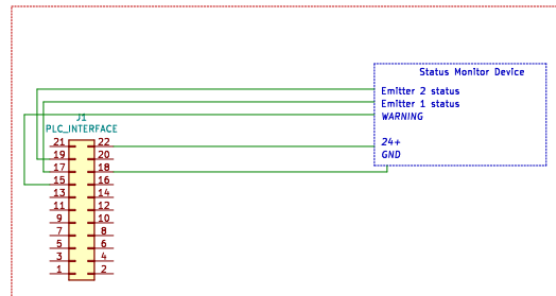 Status Monitor Device
Emitter 2 status
Emitter 1 status
WARNING
24+
GND
J1
PLC_INTERFACE
21 22
19 20
17 18
15 16
13 14
11 12
9 10
7 8
5 6
3 4
1 2